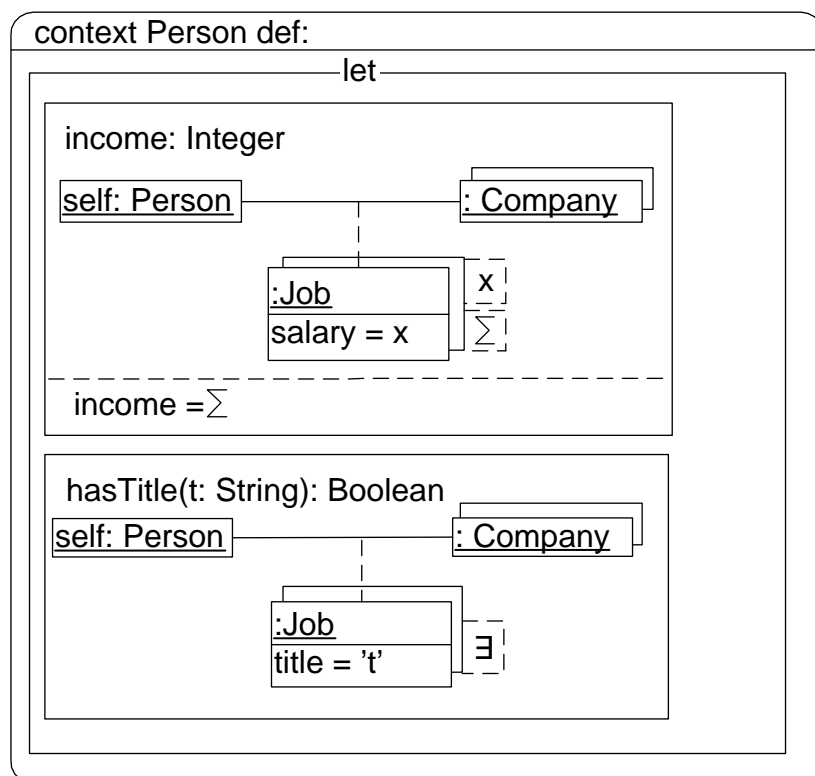 context Person def:
let
income: Integer
self: Person
: Company
:Job
x
salary = x
∑
income =∑
hasTitle(t: String): Boolean
self: Person
: Company
:Job
∃
title = ’t’